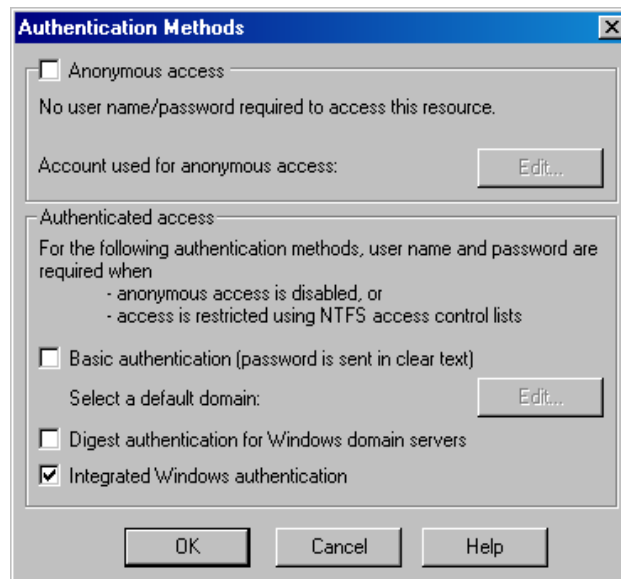 Authentication Methods
Anonymous access
No user name/password required to access this resource.
Account used for anonymous access:
Edit...
Authenticated access
For the following authentication methods, user name and password are
required when
- anonymous access is disabled, or
- access is restricted using NTFS access control lists
Basic authentication (password is sent in clear text)
Select a default domain:
Edit...
Digest authentication for Windows domain servers
Integrated Windows authentication
OK
Cancel
Help